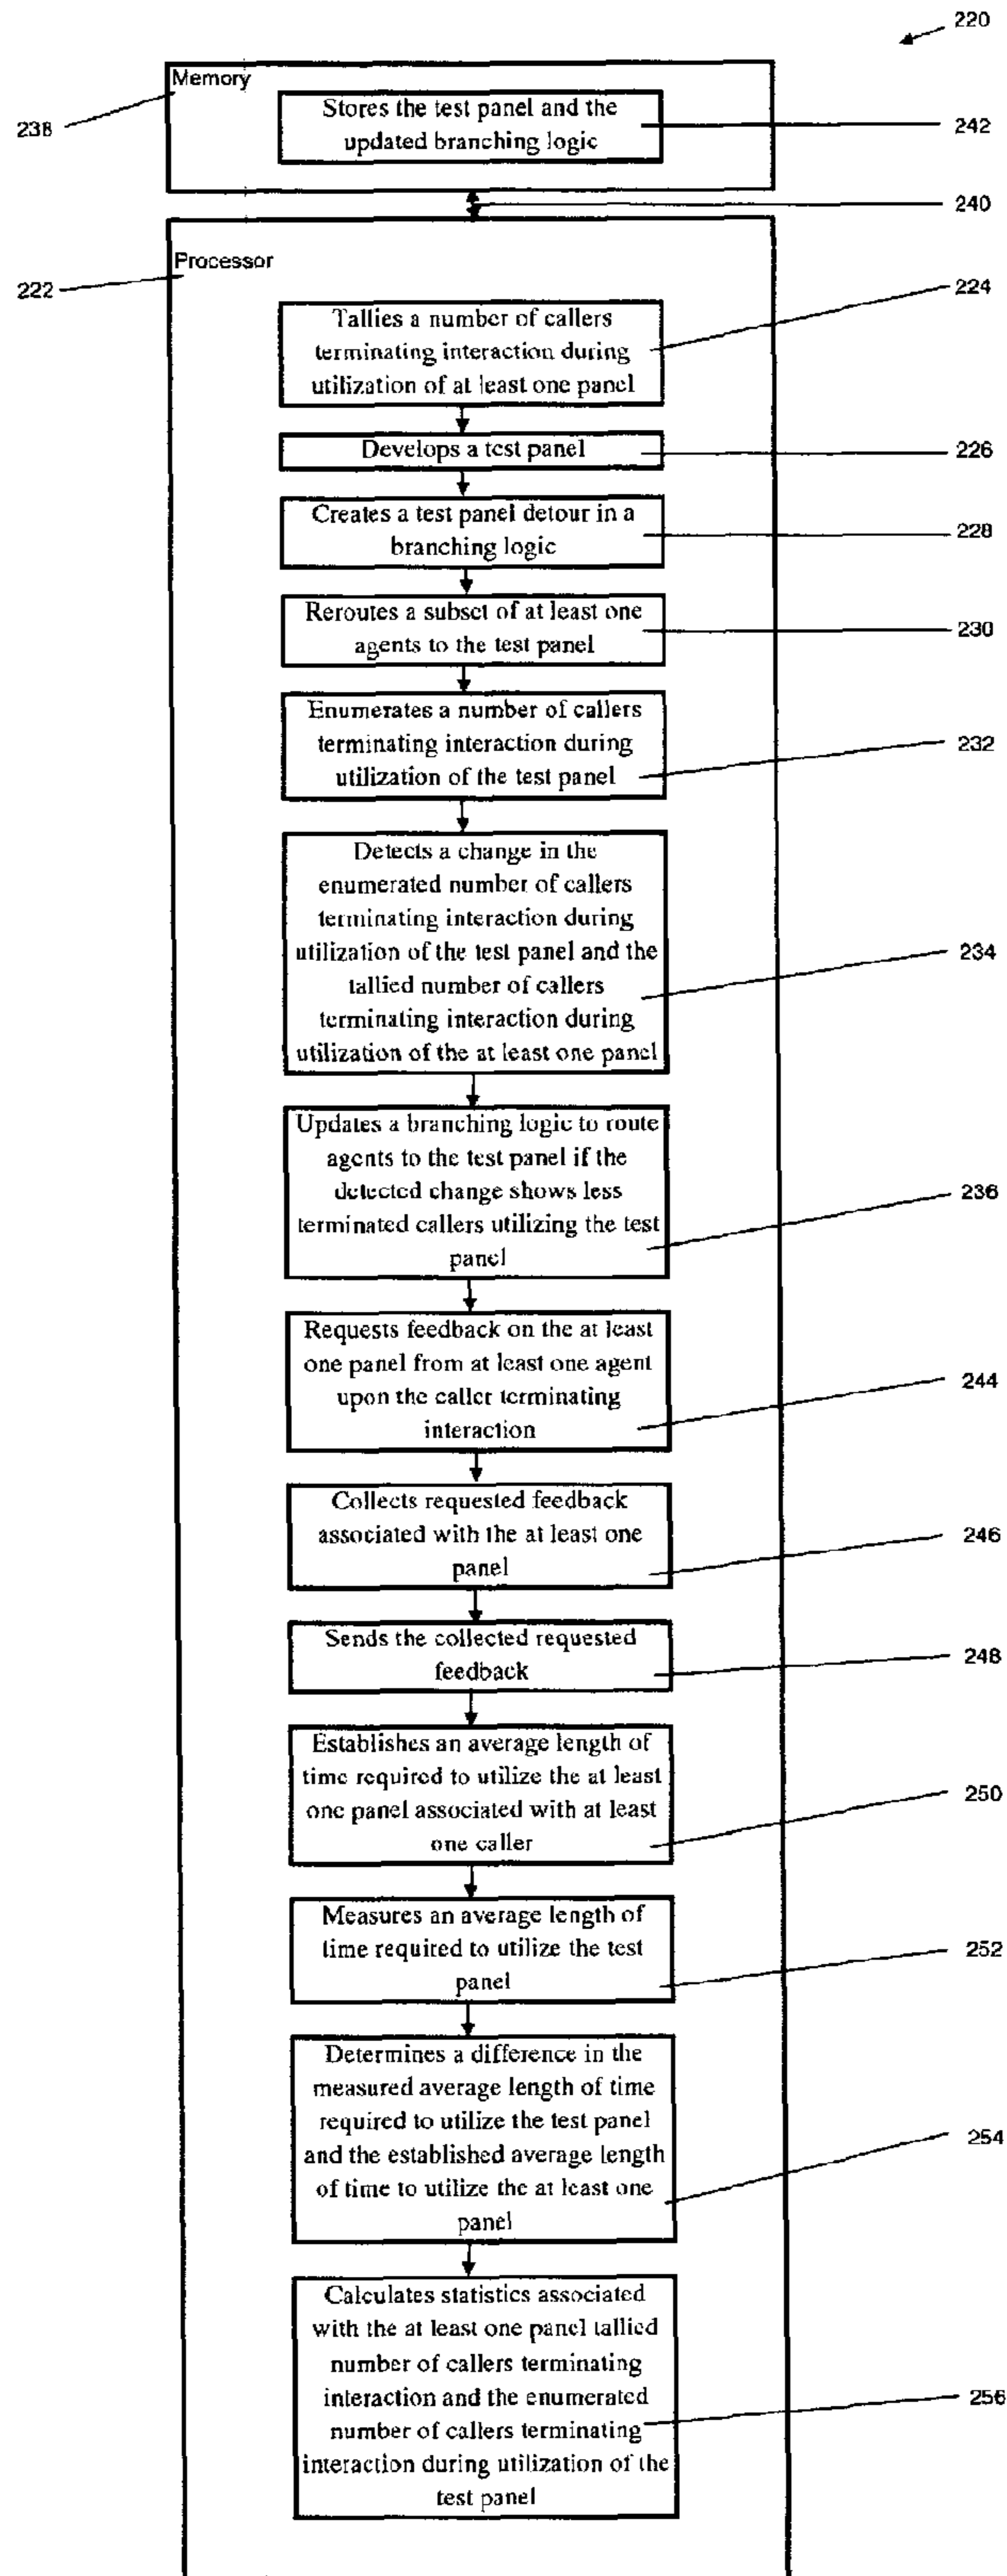 220
Memory
238
Stores the test panel and the
updated branching logic
242
240
Processor
222
224
Tallies a number of callers
terminating interaction during
utilization of at least one panel
Develops a test panel
226
Creates a test panel detour in a
branching logic
228
Reroutes a subset of at least one
agents to the test panel
230
Enumerates a number of callers
terminating interaction during
utilization of the test panel
232
Detects a change in the
enumerated number of callers
terminating interaction during
utilization of the test panel and the
tallied number of callers
terminating interaction during
utilization of the at least one panel
234
Updates a branching logic to route
agents to the test panel if the
detected change shows less
terminated callers utilizing the test
panel
236
Requests feedback on the at least
one panel from at least one agent
upon the caller terminating
interaction
244
Collects requested feedback
associated with the at least one
panel
246
Sends the collected requested
feedback
248
Establishes an average length of
time required to utilize the at least
one panel associated with at least
one caller
250
Measures an average length of
time required to utilize the test
panel
252
Determines a difference in the
measured average length of time
required to utilize the test panel
and the established average length
of time to utilize the at least one
panel
254
Calculates statistics associated
with the at least one panel tallied
number of callers terminating
interaction and the enumerated
number of callers terminating
interaction during utilization of the
test panel
256